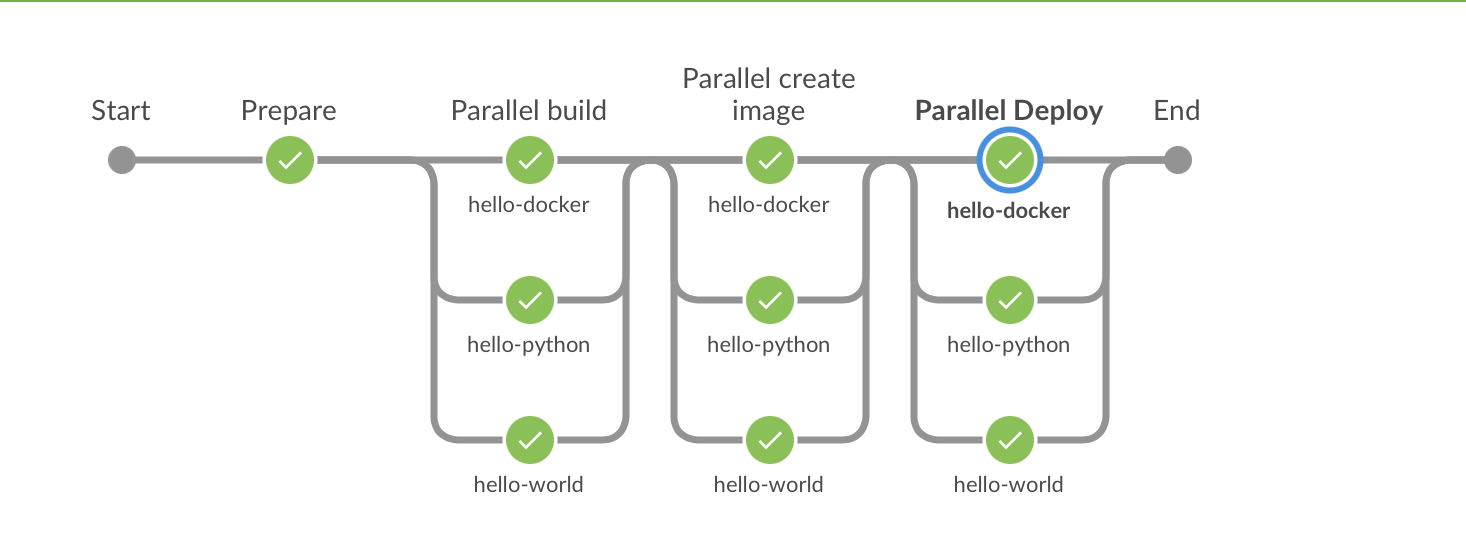 Start
Prepare
Parallel build
Parallel create
image
Parallel Deploy
End
hello-docker
hello-docker
hello-docker
hello-python
hello-python
hello-python
hello-world
hello-world
hello-world